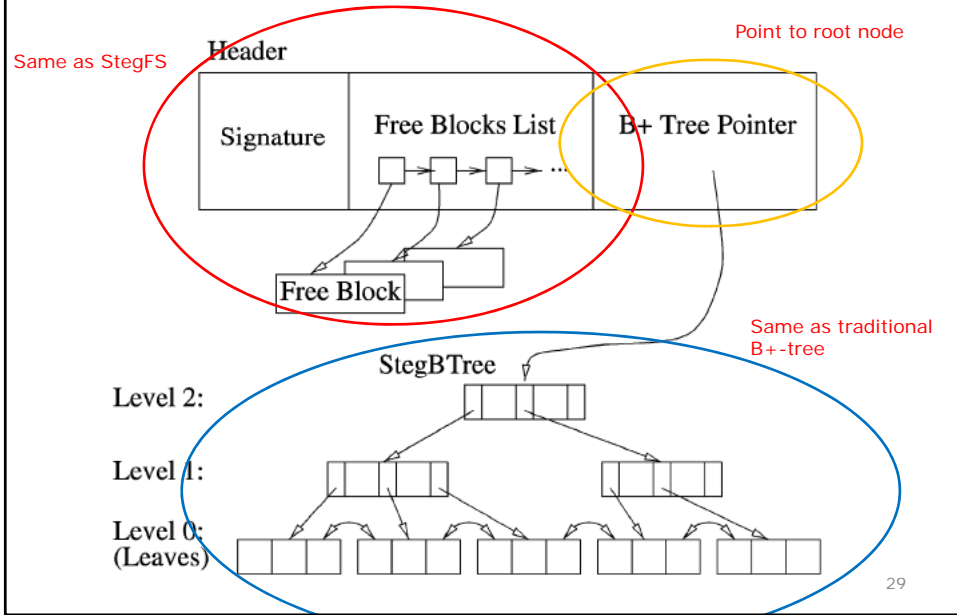 Point to root node
Same as StegFS
Header
Signature
Free Blocks List
B+ Tree Pointer
...
Free Block
Same as traditional
B+-tree
StegBTree
Level 2:
Level 1:
Level 0:
(Leaves)
29